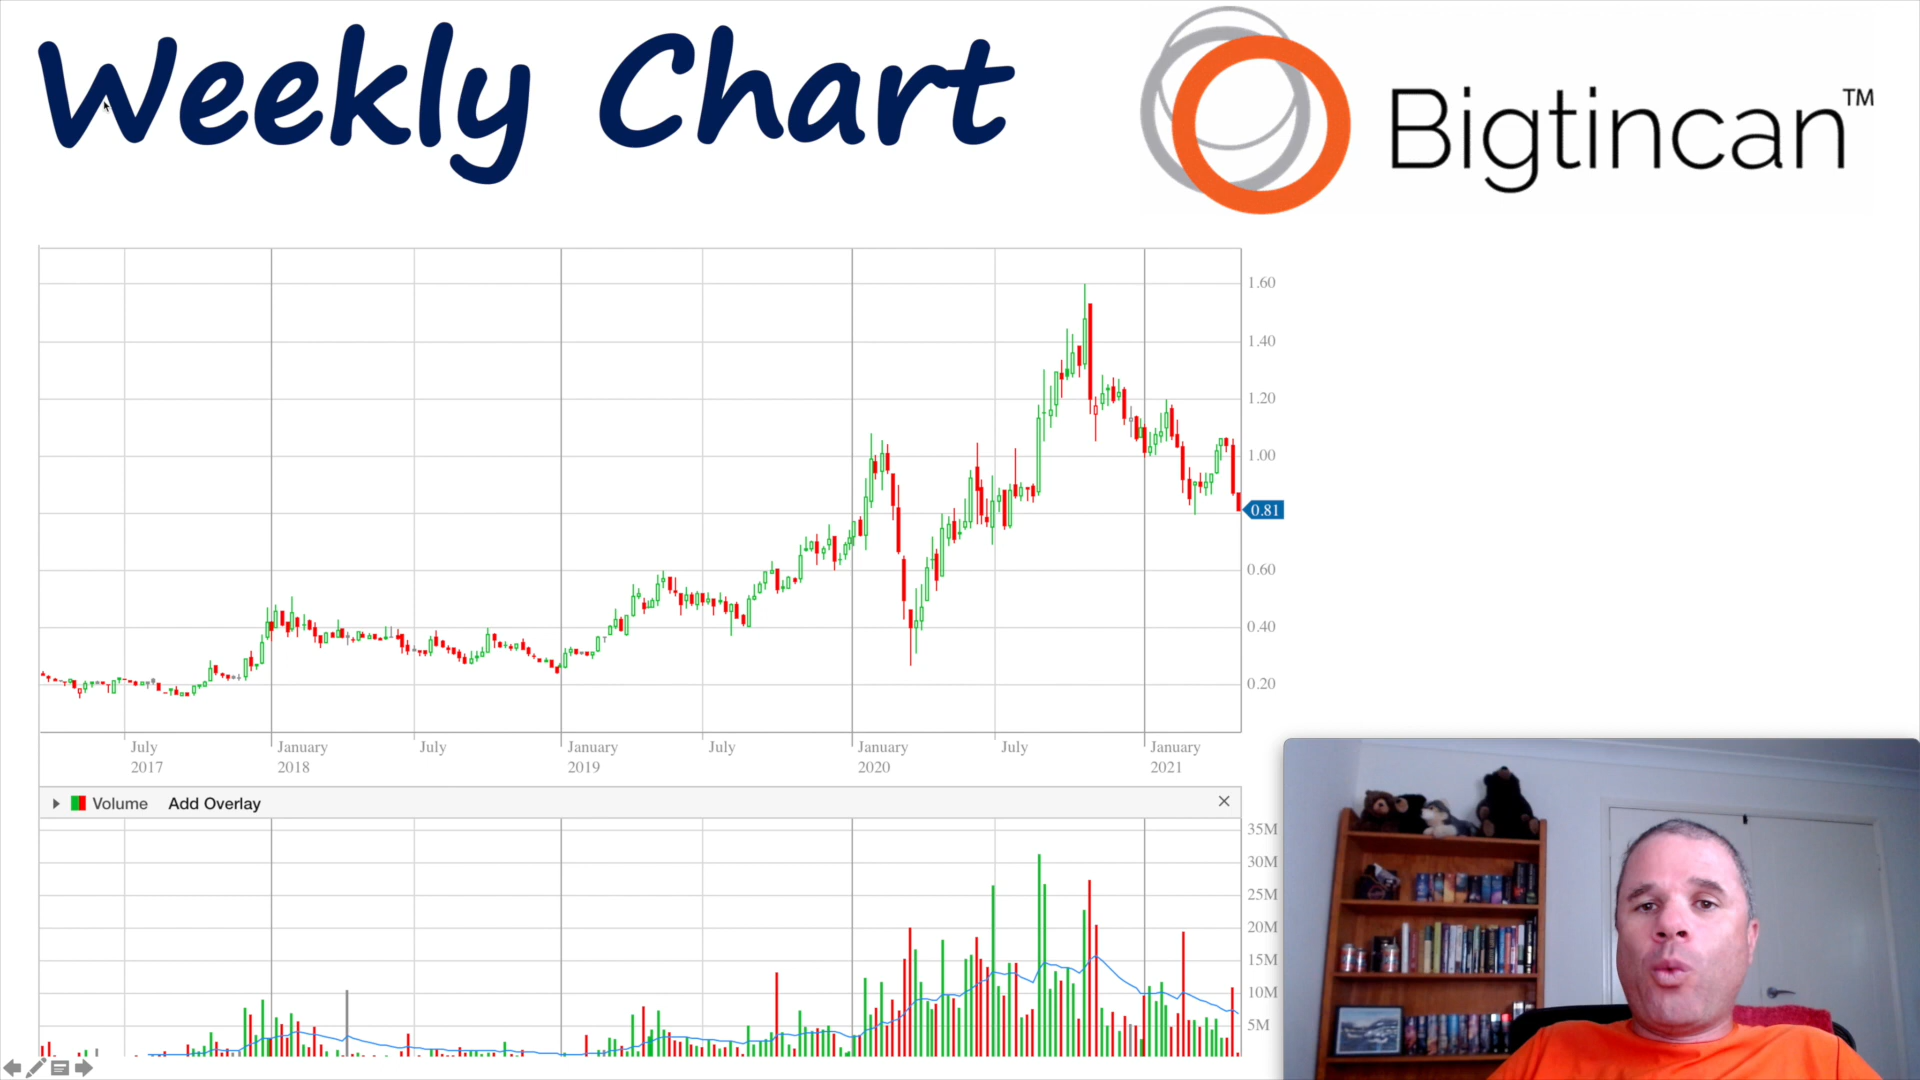 Weekly Chart
Bigtincan™
1.60
1.40
1.20
1.00
0.81
0.60
0.40
0.20
July January July January July January July January
2017 2018 2019 2020 2021
Volume Add Overlay
35M
30M
25M
20M
15M
10M
5M